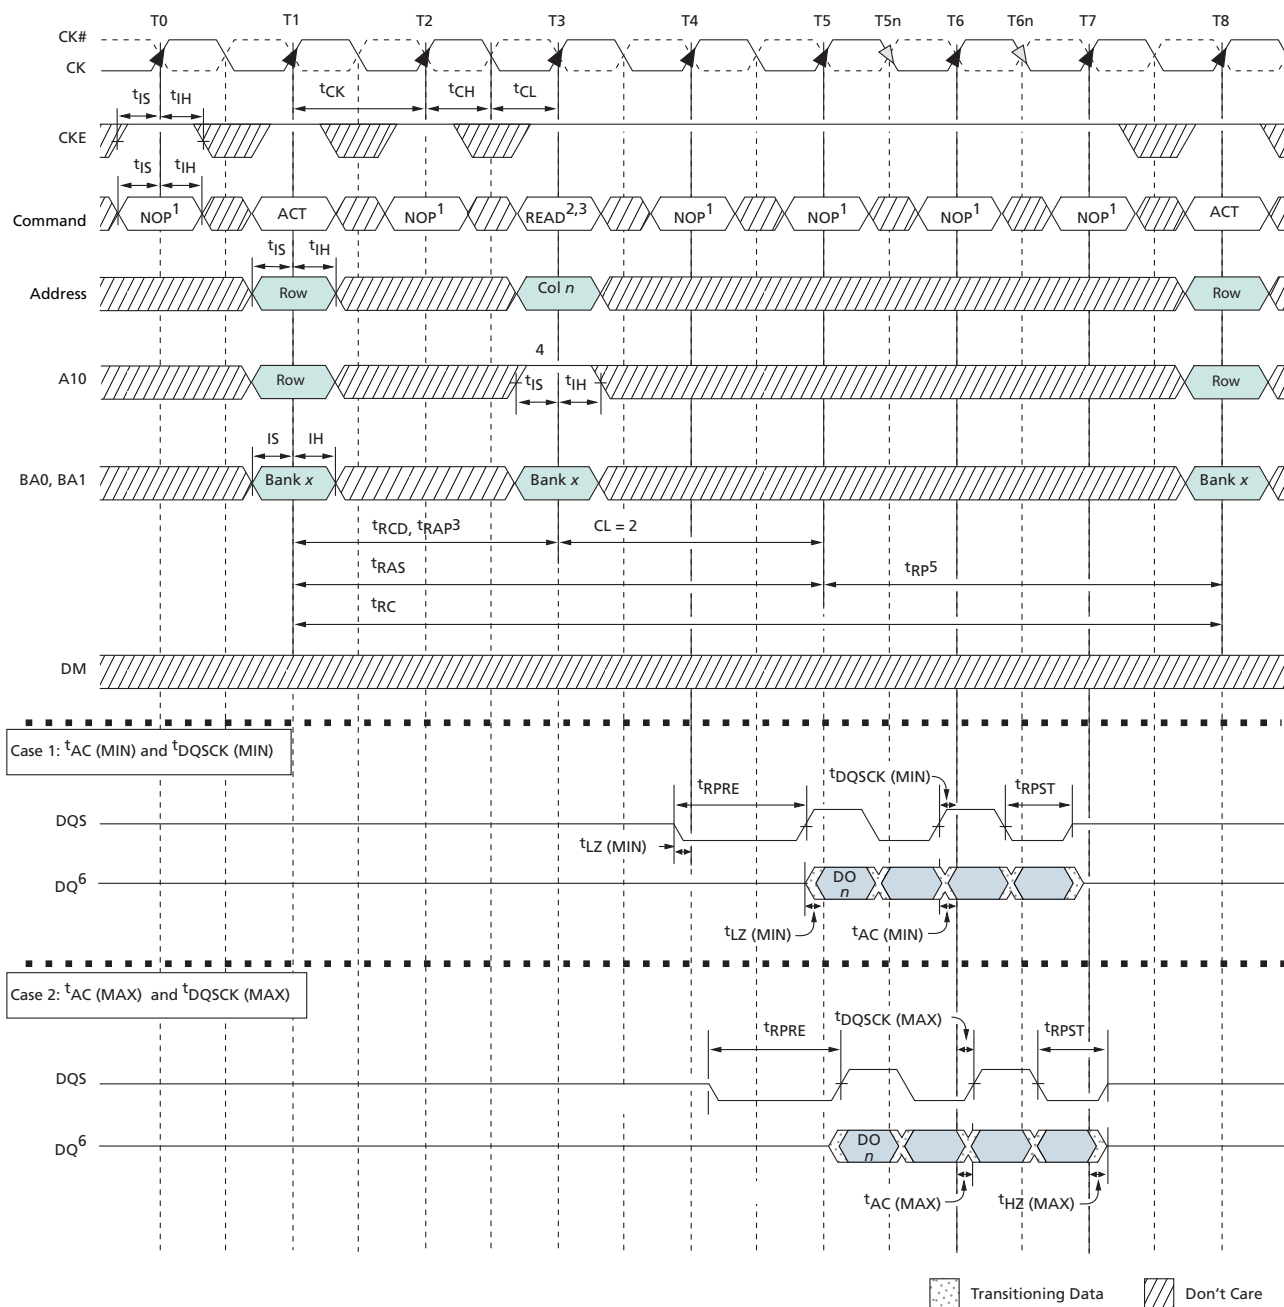 T0 T1 T2 T3 T4 T5 T5n T6 T6n T7 T8
CK#
CK
tIS tIH tCK tCH tCL
CKE
tIS tIH
Command NOP1 ACT NOP1 READ2,3 NOP1 NOP1 NOP1 NOP1 ACT
tIS tIH
Address Row Col n Row
4
A10 Row tIS tIH Row
IS IH
BA0, BA1 Bank x Bank x Bank x
tRCD, tRAP3 CL = 2
tRAS tRP5
tRC
DM
Case 1: tAC (MIN) and tDQSCK (MIN)
tRPRE tDQSCK (MIN) tRPST
DQS
tLZ (MIN)
DQ6 DO n
tLZ (MIN) tAC (MIN)
Case 2: tAC (MAX) and tDQSCK (MAX)
tRPRE tDQSCK (MAX) tRPST
DQS
DQ6 DO n
tAC (MAX) tHZ (MAX)
Transitioning Data Don't Care